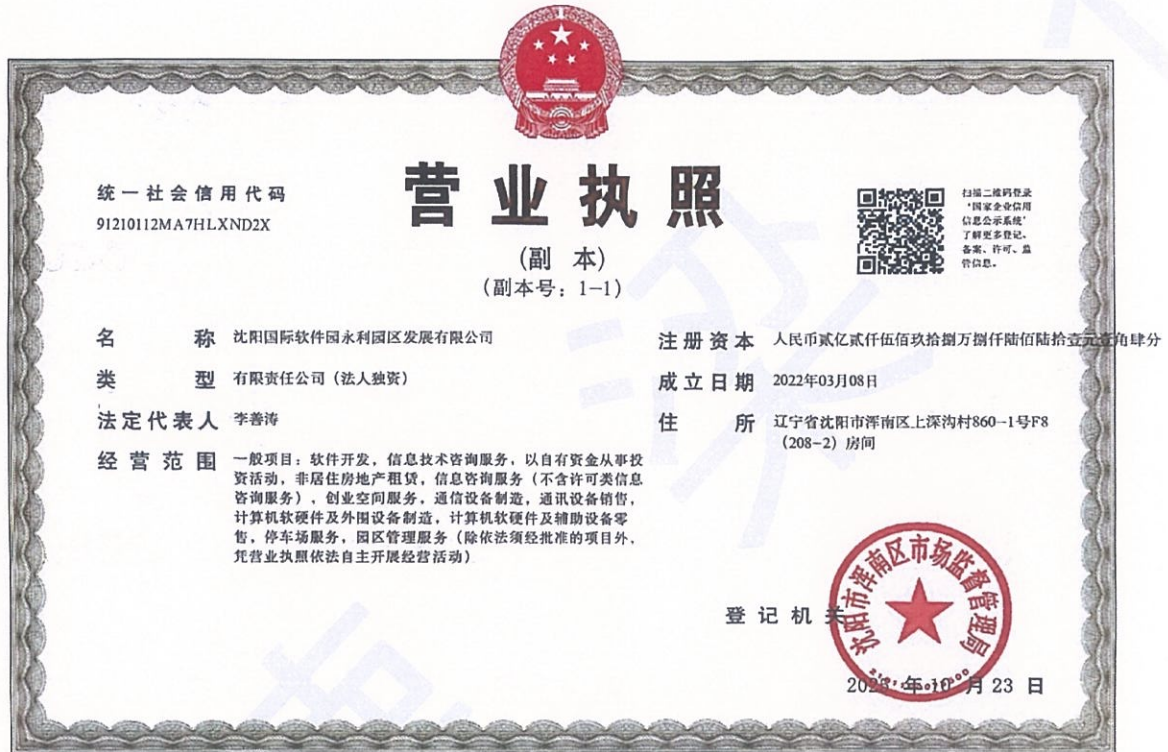 营业执照
(副 本)
(副本号：1-1)
统一社会信用代码
91210112MA7HLXND2X
扫描二维码登录
“国家企业信用
信息公示系统”
了解更多登记、
备案、许可、监
管信息。
名 称 沈阳国际软件园永利园区发展有限公司
类 型 有限责任公司（法人独资）
法定代表人 李善涛
经营范围 一般项目：软件开发，信息技术咨询服务，以自有资金从事投
资活动，非居住房地产租赁，信息咨询服务（不含许可类信息
咨询服务），创业空间服务，通信设备制造，通讯设备销售，
计算机软硬件及外围设备制造，计算机软硬件及辅助设备零
售，停车场服务，园区管理服务（除依法须经批准的项目外，
凭营业执照依法自主开展经营活动）
注册资本 人民币贰亿贰仟伍佰玖拾捌万捌仟陆佰陆拾壹元壹角肆分
成立日期 2022年03月08日
住 所 辽宁省沈阳市浑南区上深沟村860-1号F8
（208-2）房间
登记机关
沈阳市浑南区市场监督管理局
年10月 23 日